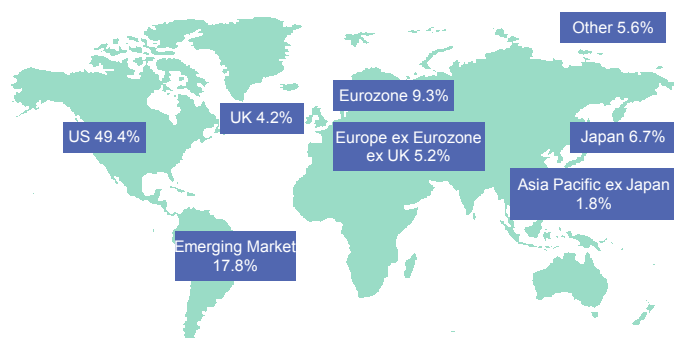 Other 5.6%
Eurozone 9.3%
UK 4.2%
US 49.4%
Europe ex Eurozone
ex UK 5.2%
Japan 6.7%
Asia Pacific ex Japan
1.8%
Emerging Market
17.8%